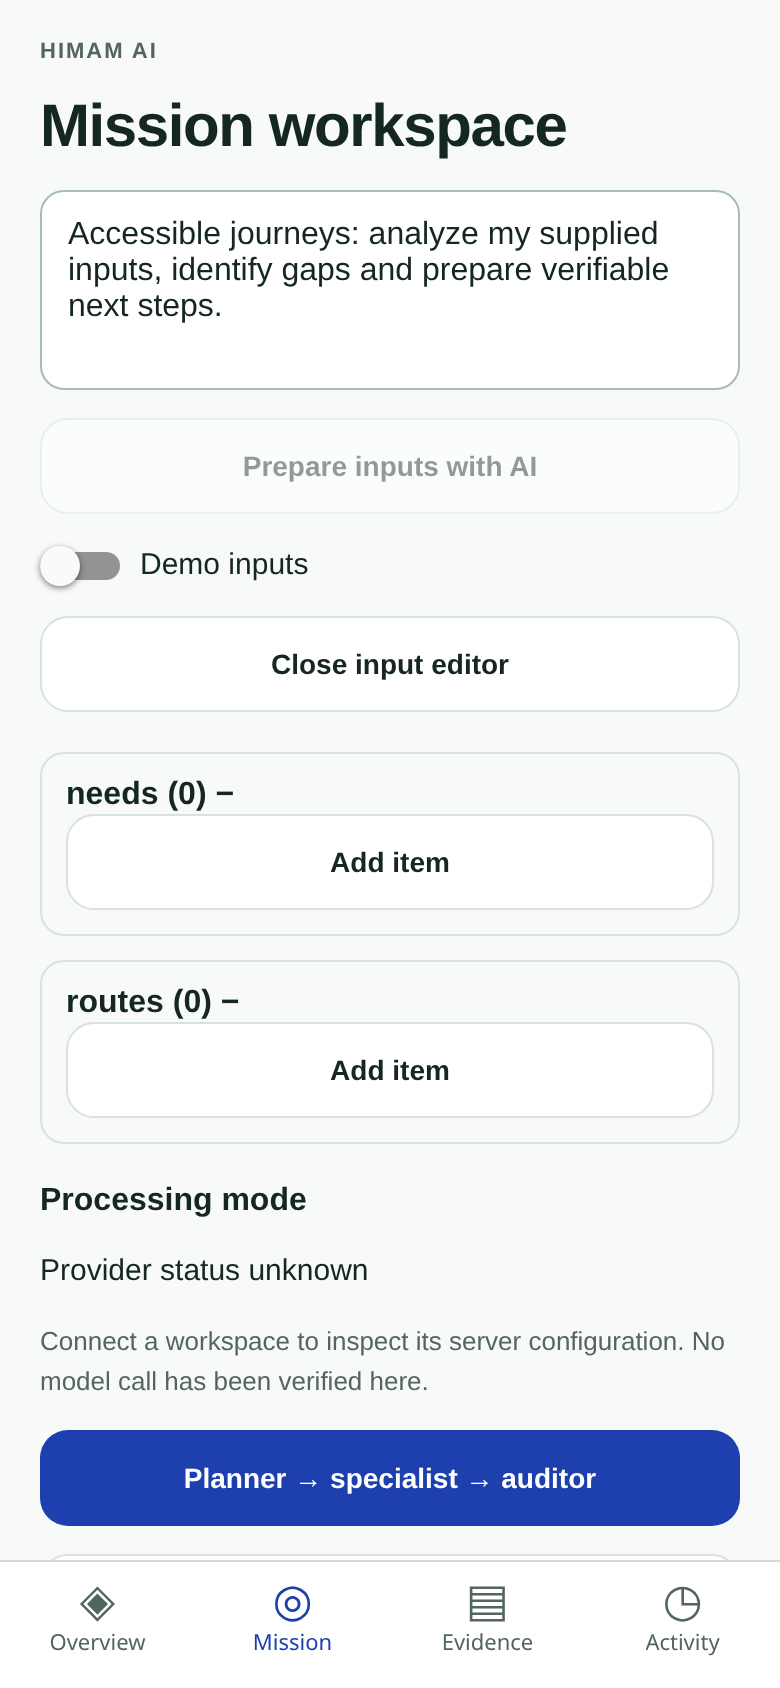 HIMAM AI
Mission workspace
Accessible journeys: analyze my supplied
inputs, identify gaps and prepare verifiable
next steps.
Prepare inputs with AI
Demo inputs
Close input editor
needs (0) −
Add item
routes (0) −
Add item
Processing mode
Provider status unknown
Connect a workspace to inspect its server configuration. No
model call has been verified here.
Planner → specialist → auditor
Overview
Mission
Evidence
Activity